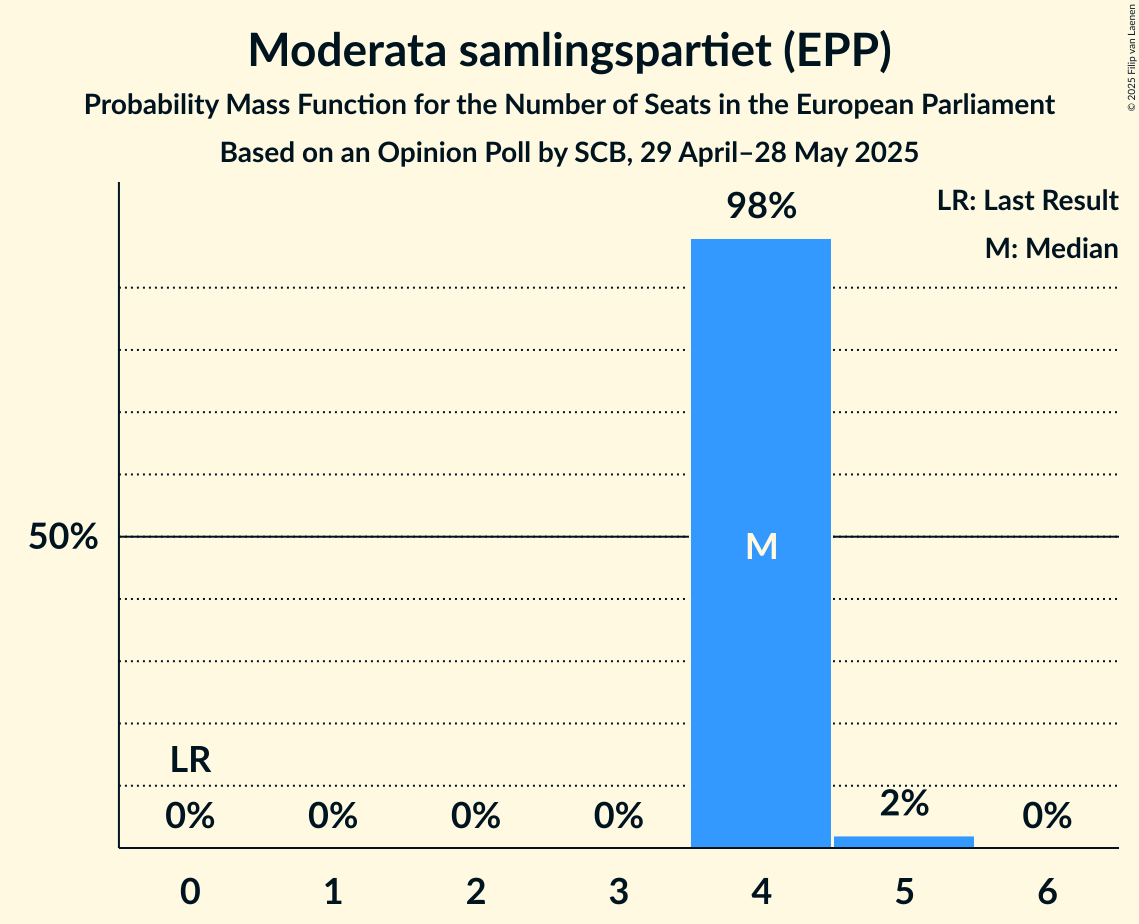 Moderata samlingspartiet (EPP)
Probability Mass Function for the Number of Seats in the European Parliament
Based on an Opinion Poll by SCB, 29 April–28 May 2025
© 2025 Filip van Laenen
LR: Last Result
M: Median
98%
50%
M
LR
0%
0%
0%
0%
2%
0%
0
1
2
3
4
5
6